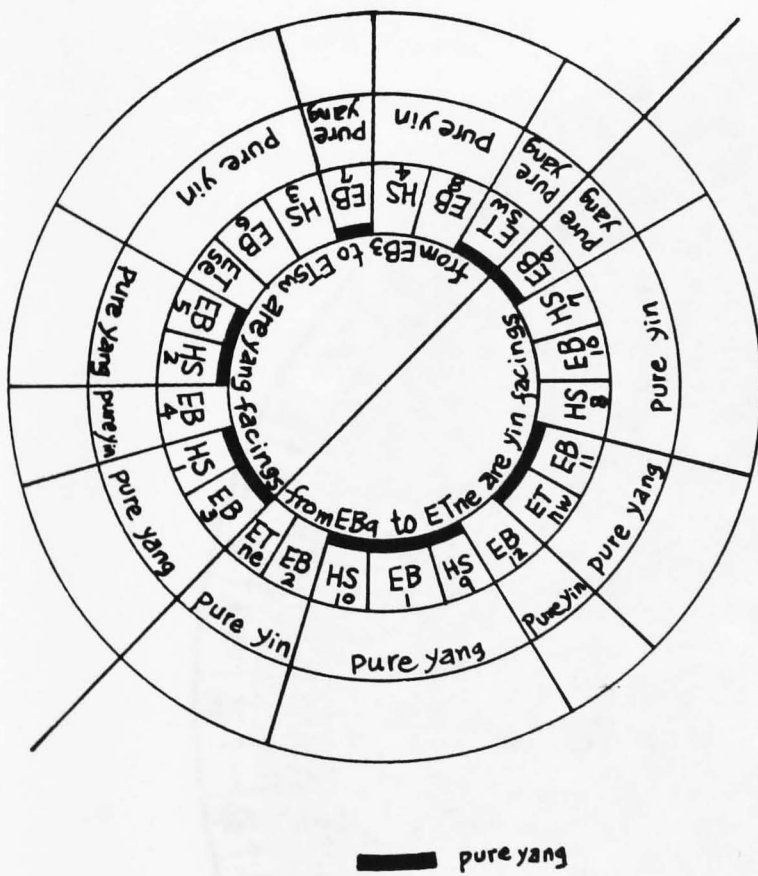 pure yang
pure yin
pure yang
pure yang
pure yin
pure yang
pure yin
pure yang
pure yin
pure yang
pure yin
pure yang
pure yin
EB 7
HS 4
EB 8
ET sw
EB 9
HS 7
EB 10
HS 8
EB 11
ET nw
EB 12
HS 9
EB 1
HS 10
EB 2
ET ne
EB 3
HS 1
EB 4
HS 2
EB 5
ET se
EB 6
HS 3
from EB3 to ETsw are yang facings
from EB9 to ETne are yin facings
pure yang